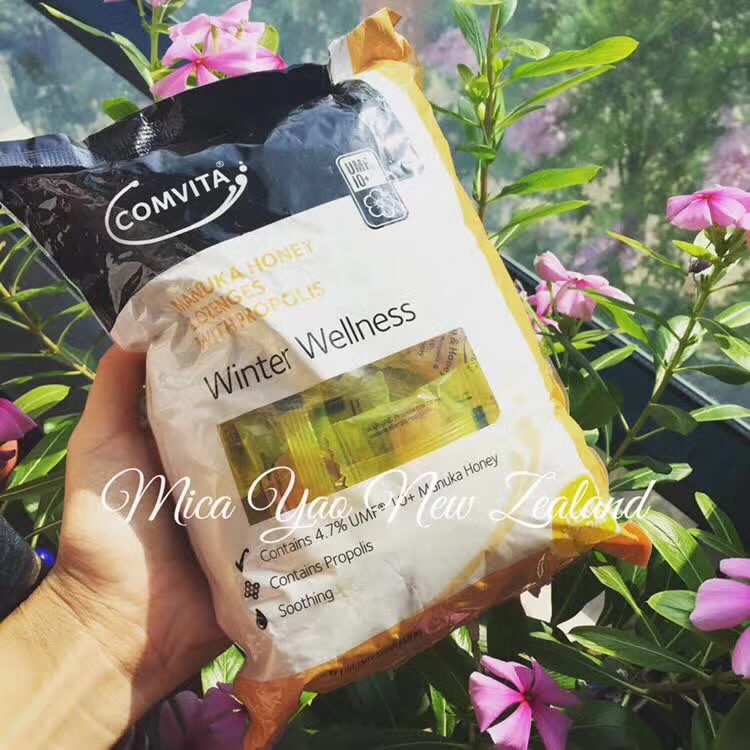 COMVITA®
UMF
10+
MANUKA HONEY
LOZENGES
WITH PROPOLIS
Winter Wellness
& Honey
Contains 4.7% UMF® 10+ Manuka Honey
Contains Propolis
Soothing
Mica Yao New Zealand